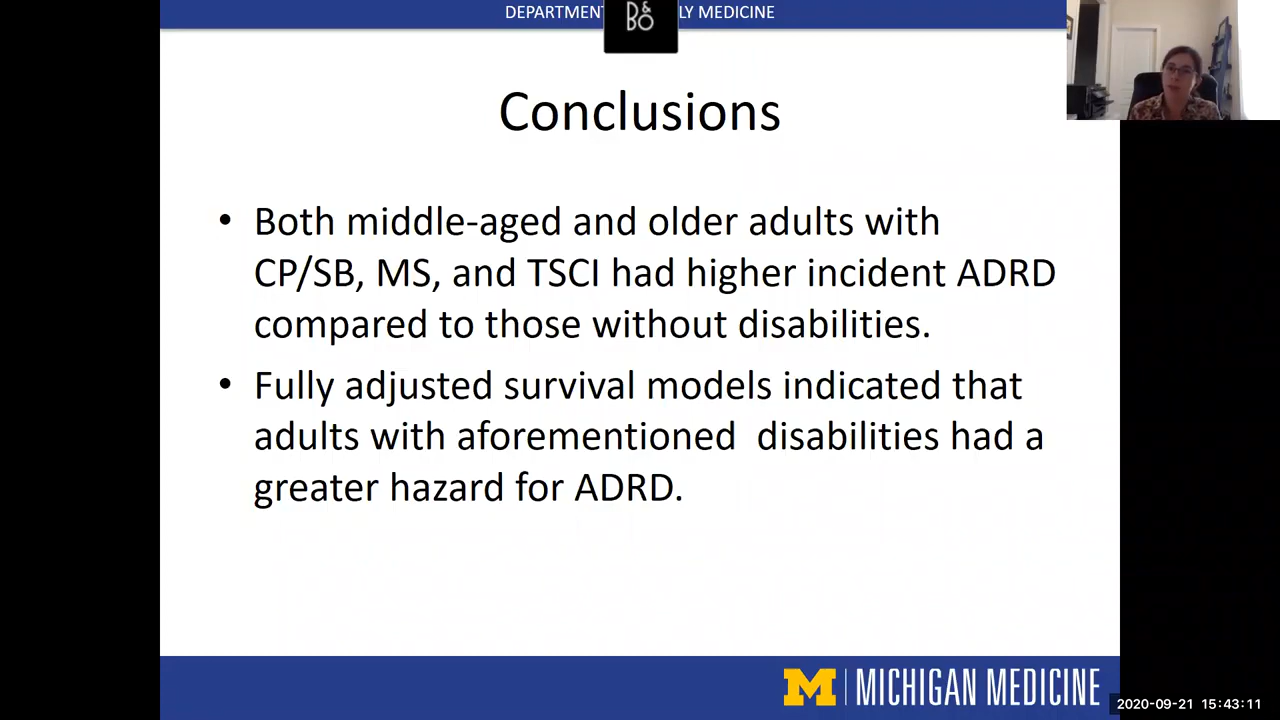 DEPARTMENT LY MEDICINE
B&
BO
Conclusions
• Both middle-aged and older adults with
CP/SB, MS, and TSCI had higher incident ADRD
compared to those without disabilities.
• Fully adjusted survival models indicated that
adults with aforementioned disabilities had a
greater hazard for ADRD.
M | MICHIGAN MEDICINE
2020-09-21 15:43:11